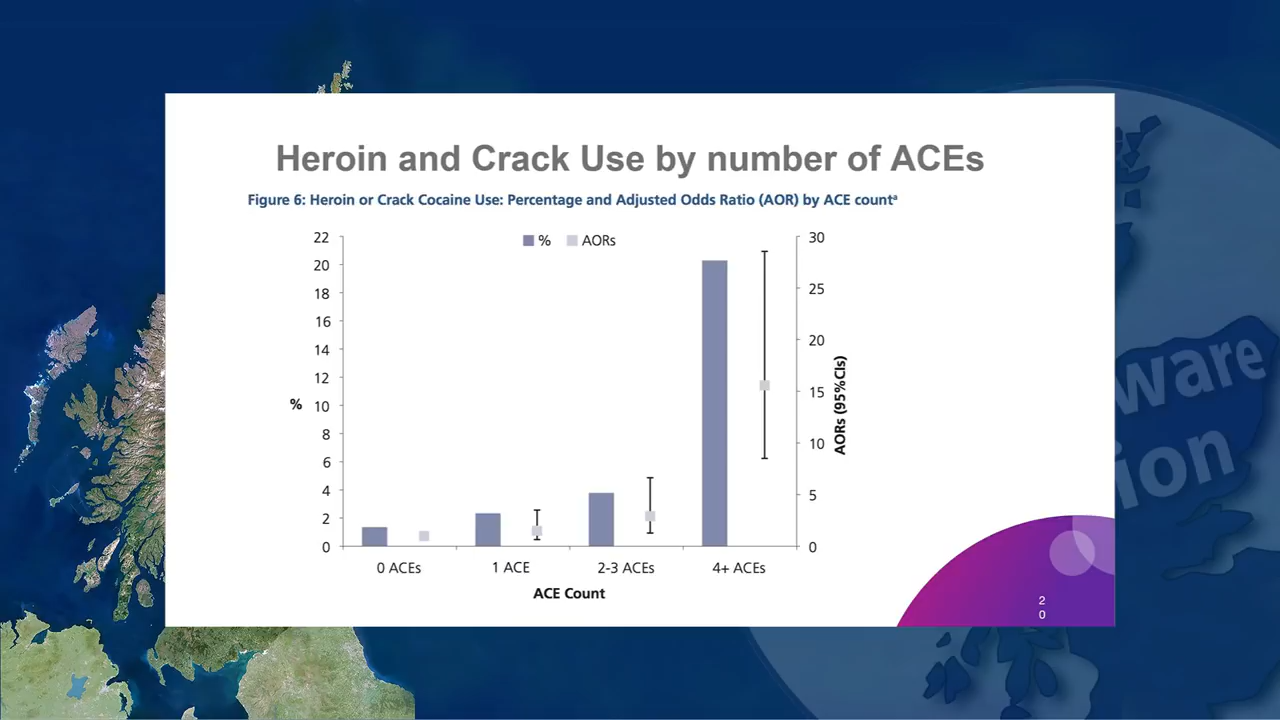 Heroin and Crack Use by number of ACEs
Figure 6: Heroin or Crack Cocaine Use: Percentage and Adjusted Odds Ratio (AOR) by ACE countª
% AORs
22
20
18
16
14
12
10
8
6
4
2
0
%
30
25
20
15
10
5
0
AORs (95%CIs)
0 ACEs 1 ACE 2-3 ACEs 4+ ACEs
ACE Count
2
0
ware
ion